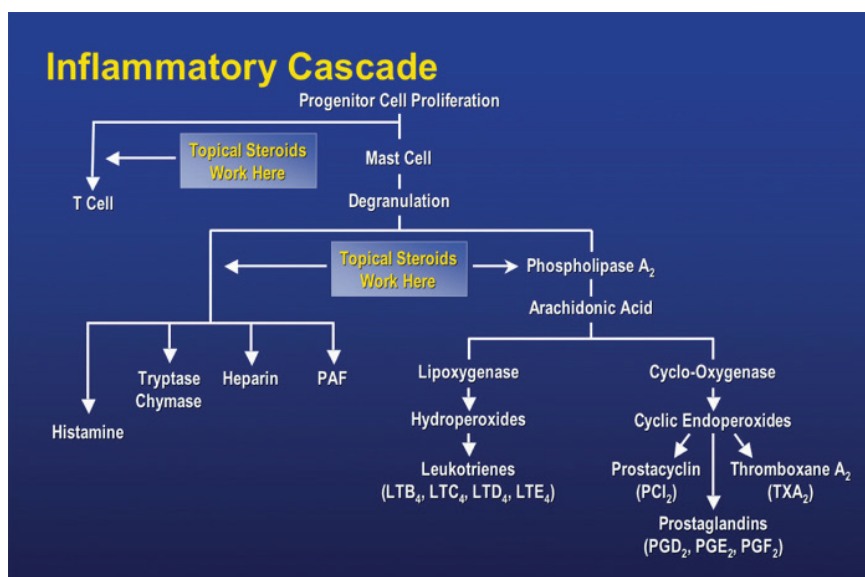 Inflammatory Cascade
Progenitor Cell Proliferation
Topical Steroids
Work Here
Mast Cell
T Cell
Degranulation
Topical Steroids
Work Here
Phospholipase A₂
Arachidonic Acid
Tryptase
Chymase
Heparin
PAF
Lipoxygenase
Cyclo-Oxygenase
Histamine
Hydroperoxides
Cyclic Endoperoxides
Leukotrienes
(LTB₄, LTC₄, LTD₄, LTE₄)
Prostacyclin
(PCI₂)
Thromboxane A₂
(TXA₂)
Prostaglandins
(PGD₂, PGE₂, PGF₂)